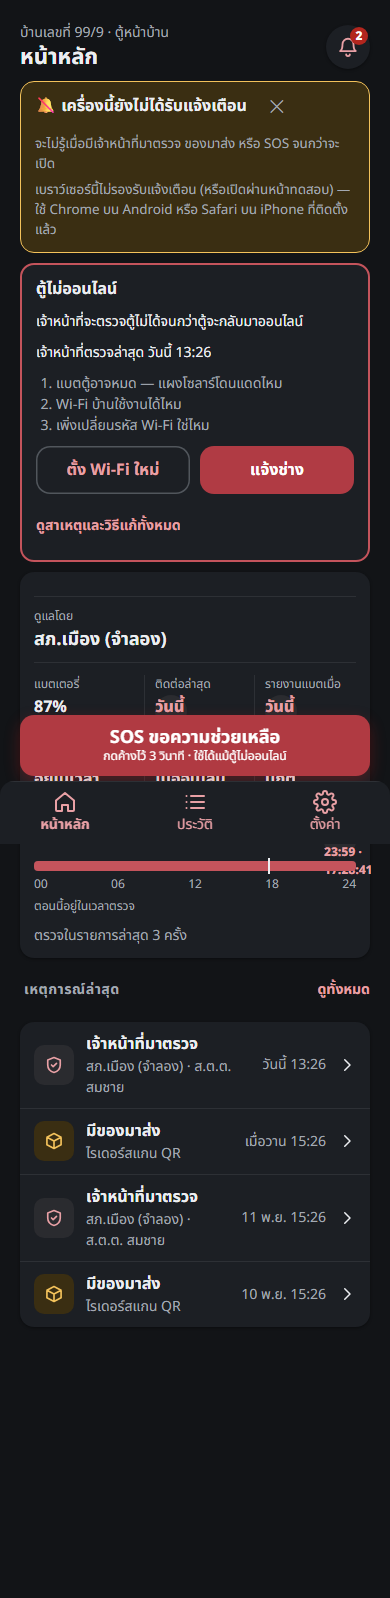 บ้านเลขที่ 99/9 · ตู้หน้าบ้าน
หน้าหลัก
2
เครื่องนี้ยังไม่ได้รับแจ้งเตือน
จะไม่รู้เมื่อมีเจ้าหน้าที่มาตรวจ ของมาส่ง หรือ SOS จนกว่าจะ
เปิด
เบราว์เซอร์นี้ไม่รองรับแจ้งเตือน (หรือเปิดผ่านหน้าทดสอบ) —
ใช้ Chrome บน Android หรือ Safari บน iPhone ที่ติดตั้ง
แล้ว
ตู้ไม่ออนไลน์
เจ้าหน้าที่จะตรวจตู้ไม่ได้จนกว่าตู้จะกลับมาออนไลน์
เจ้าหน้าที่ตรวจล่าสุด วันนี้ 13:26
1. แบตตู้อาจหมด — แผงโซลาร์โดนแดดไหม
2. Wi-Fi บ้านใช้งานได้ไหม
3. เพิ่งเปลี่ยนรหัส Wi-Fi ใช่ไหม
ตั้ง Wi-Fi ใหม่
แจ้งช่าง
ดูสาเหตุและวิธีแก้ทั้งหมด
ดูแลโดย
สภ.เมือง (จำลอง)
แบตเตอรี่
ติดต่อล่าสุด
รายงานแบตเมื่อ
87%
วันนี้
วันนี้
SOS ขอความช่วยเหลือ
กดค้างไว้ 3 วินาที · ใช้ได้แม้ตู้ไม่ออนไลน์
หน้าหลัก
ประวัติ
ตั้งค่า
23:59 ·
00 06 12 18 24
ตอนนี้อยู่ในเวลาตรวจ
ตรวจในรายการล่าสุด 3 ครั้ง
เหตุการณ์ล่าสุด
ดูทั้งหมด
เจ้าหน้าที่มาตรวจ
สภ.เมือง (จำลอง) · ส.ต.ต.
สมชาย
วันนี้ 13:26
มีของมาส่ง
ไรเดอร์สแกน QR
เมื่อวาน 15:26
เจ้าหน้าที่มาตรวจ
สภ.เมือง (จำลอง) ·
ส.ต.ต. สมชาย
11 พ.ย. 15:26
มีของมาส่ง
ไรเดอร์สแกน QR
10 พ.ย. 15:26